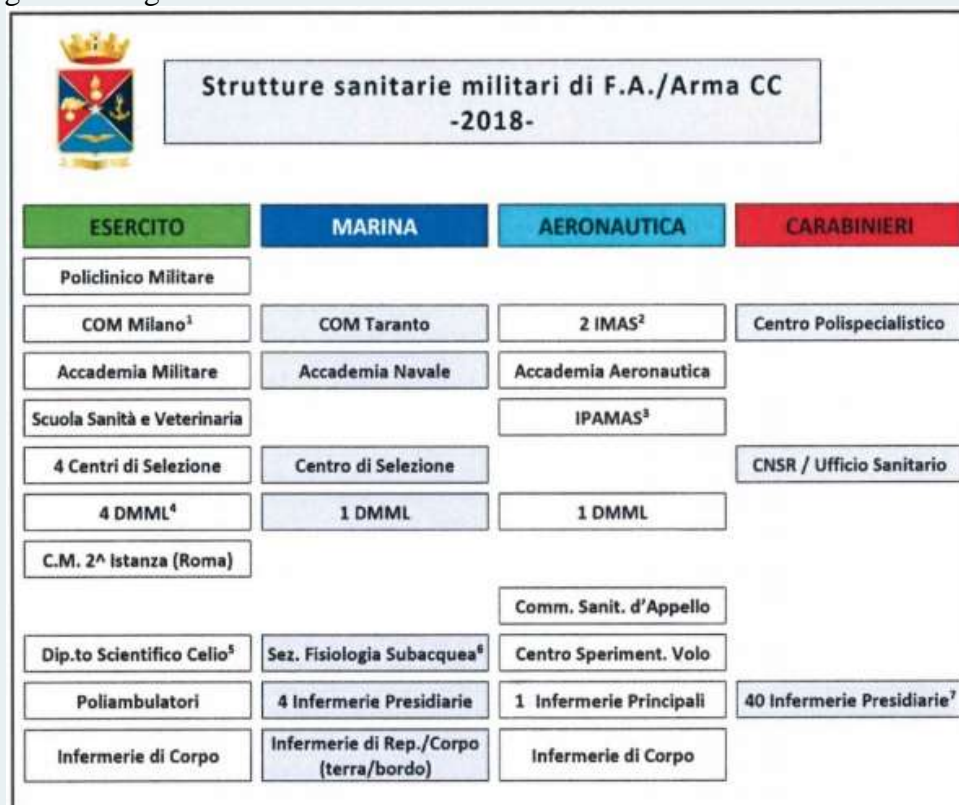 Strutture sanitarie militari di F.A./Arma CC
-2018-
ESERCITO MARINA AERONAUTICA CARABINIERI
Policlinico Militare
COM Milano¹ COM Taranto 2 IMAS² Centro Polispecialistico
Accademia Militare Accademia Navale Accademia Aeronautica
Scuola Sanità e Veterinaria IPAMAS³
4 Centri di Selezione Centro di Selezione CNSR / Ufficio Sanitario
4 DMML⁴ 1 DMML 1 DMML
C.M. 2^ Istanza (Roma)
Comm. Sanit. d'Appello
Dip.to Scientifico Celio⁵ Sez. Fisiologia Subacquea⁶ Centro Speriment. Volo
Poliambulatori 4 Infermerie Presidiarie 1 Infermerie Principali 40 Infermerie Presidiarie⁷
Infermerie di Corpo Infermerie di Rep./Corpo Infermerie di Corpo
(terra/bordo)